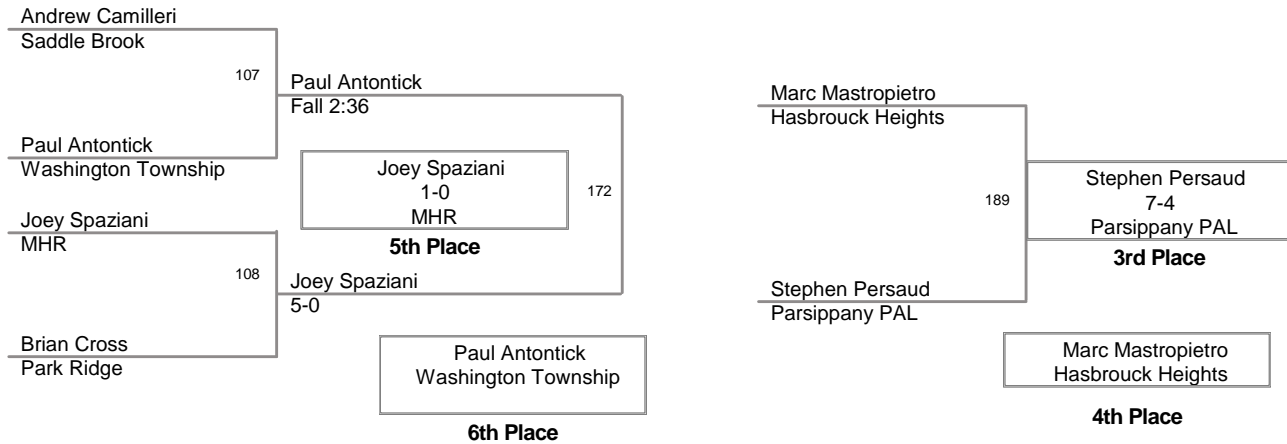 Andrew Camilleri
Saddle Brook
107
Paul Antontick
Fall 2:36
Paul Antontick
Washington Township
Joey Spaziani
1-0
MHR
5th Place
172
Joey Spaziani
MHR
108
Joey Spaziani
5-0
Brian Cross
Park Ridge
Paul Antontick
Washington Township
6th Place
Marc Mastropietro
Hasbrouck Heights
189
Stephen Persaud
7-4
Parsippany PAL
3rd Place
Stephen Persaud
Parsippany PAL
Marc Mastropietro
Hasbrouck Heights
4th Place